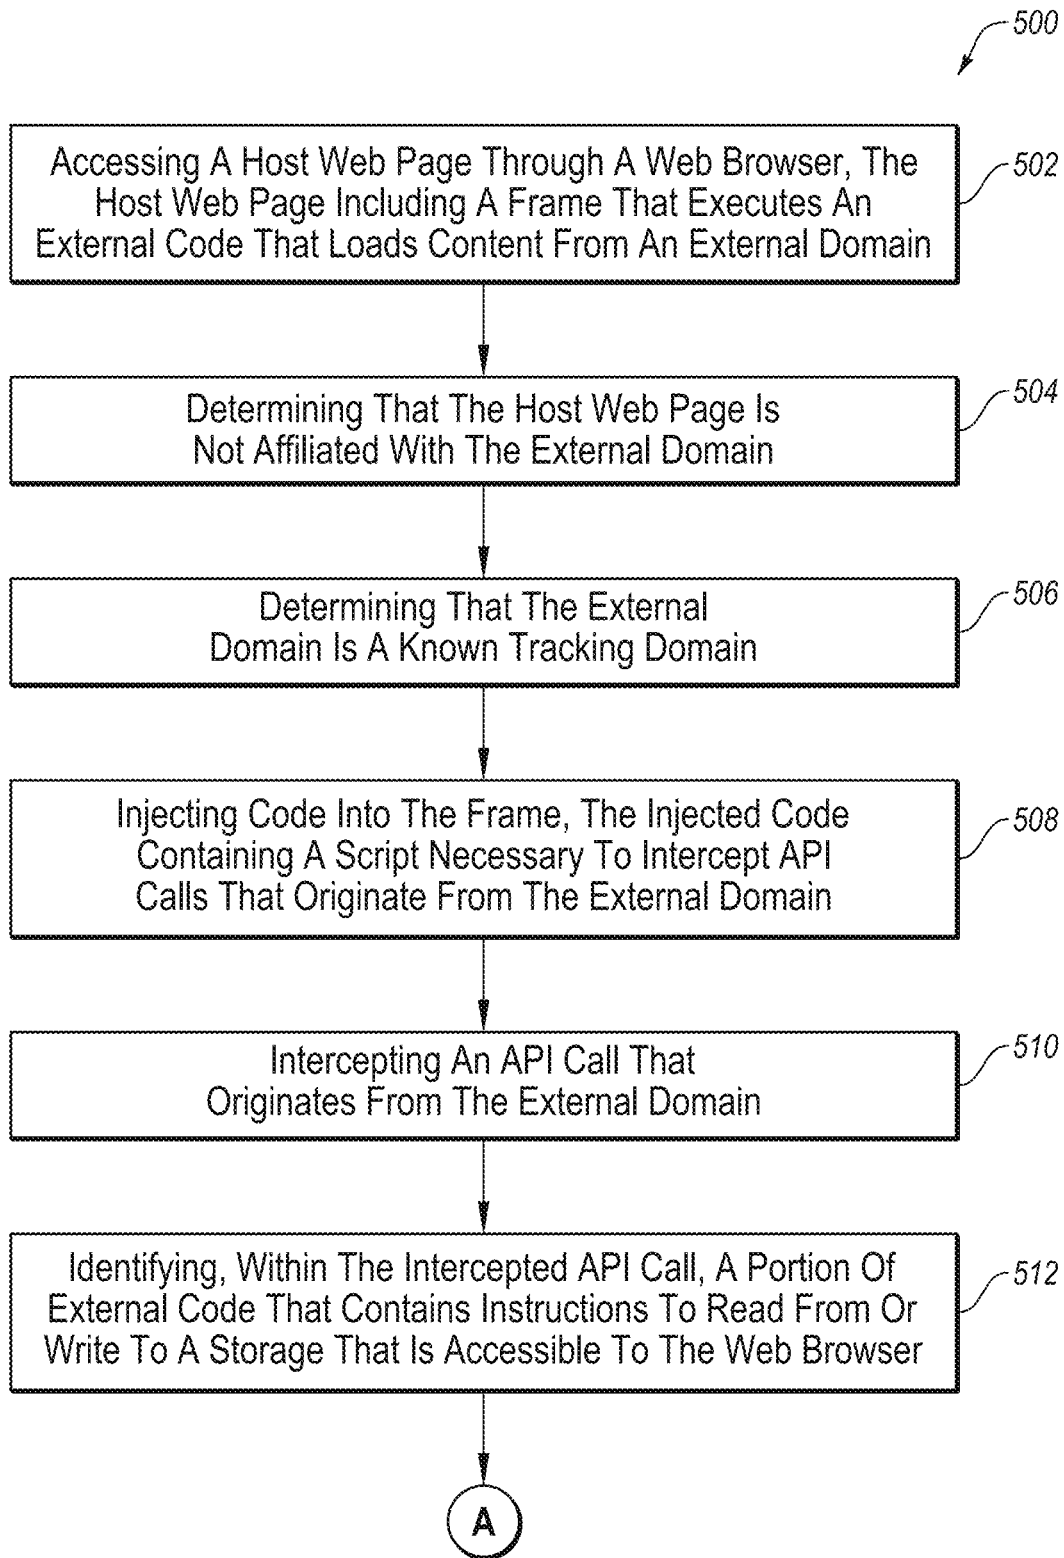 500
Accessing A Host Web Page Through A Web Browser, The
Host Web Page Including A Frame That Executes An
External Code That Loads Content From An External Domain
502
Determining That The Host Web Page Is
Not Affiliated With The External Domain
504
Determining That The External
Domain Is A Known Tracking Domain
506
Injecting Code Into The Frame, The Injected Code
Containing A Script Necessary To Intercept API
Calls That Originate From The External Domain
508
Intercepting An API Call That
Originates From The External Domain
510
Identifying, Within The Intercepted API Call, A Portion Of
External Code That Contains Instructions To Read From Or
Write To A Storage That Is Accessible To The Web Browser
512
A